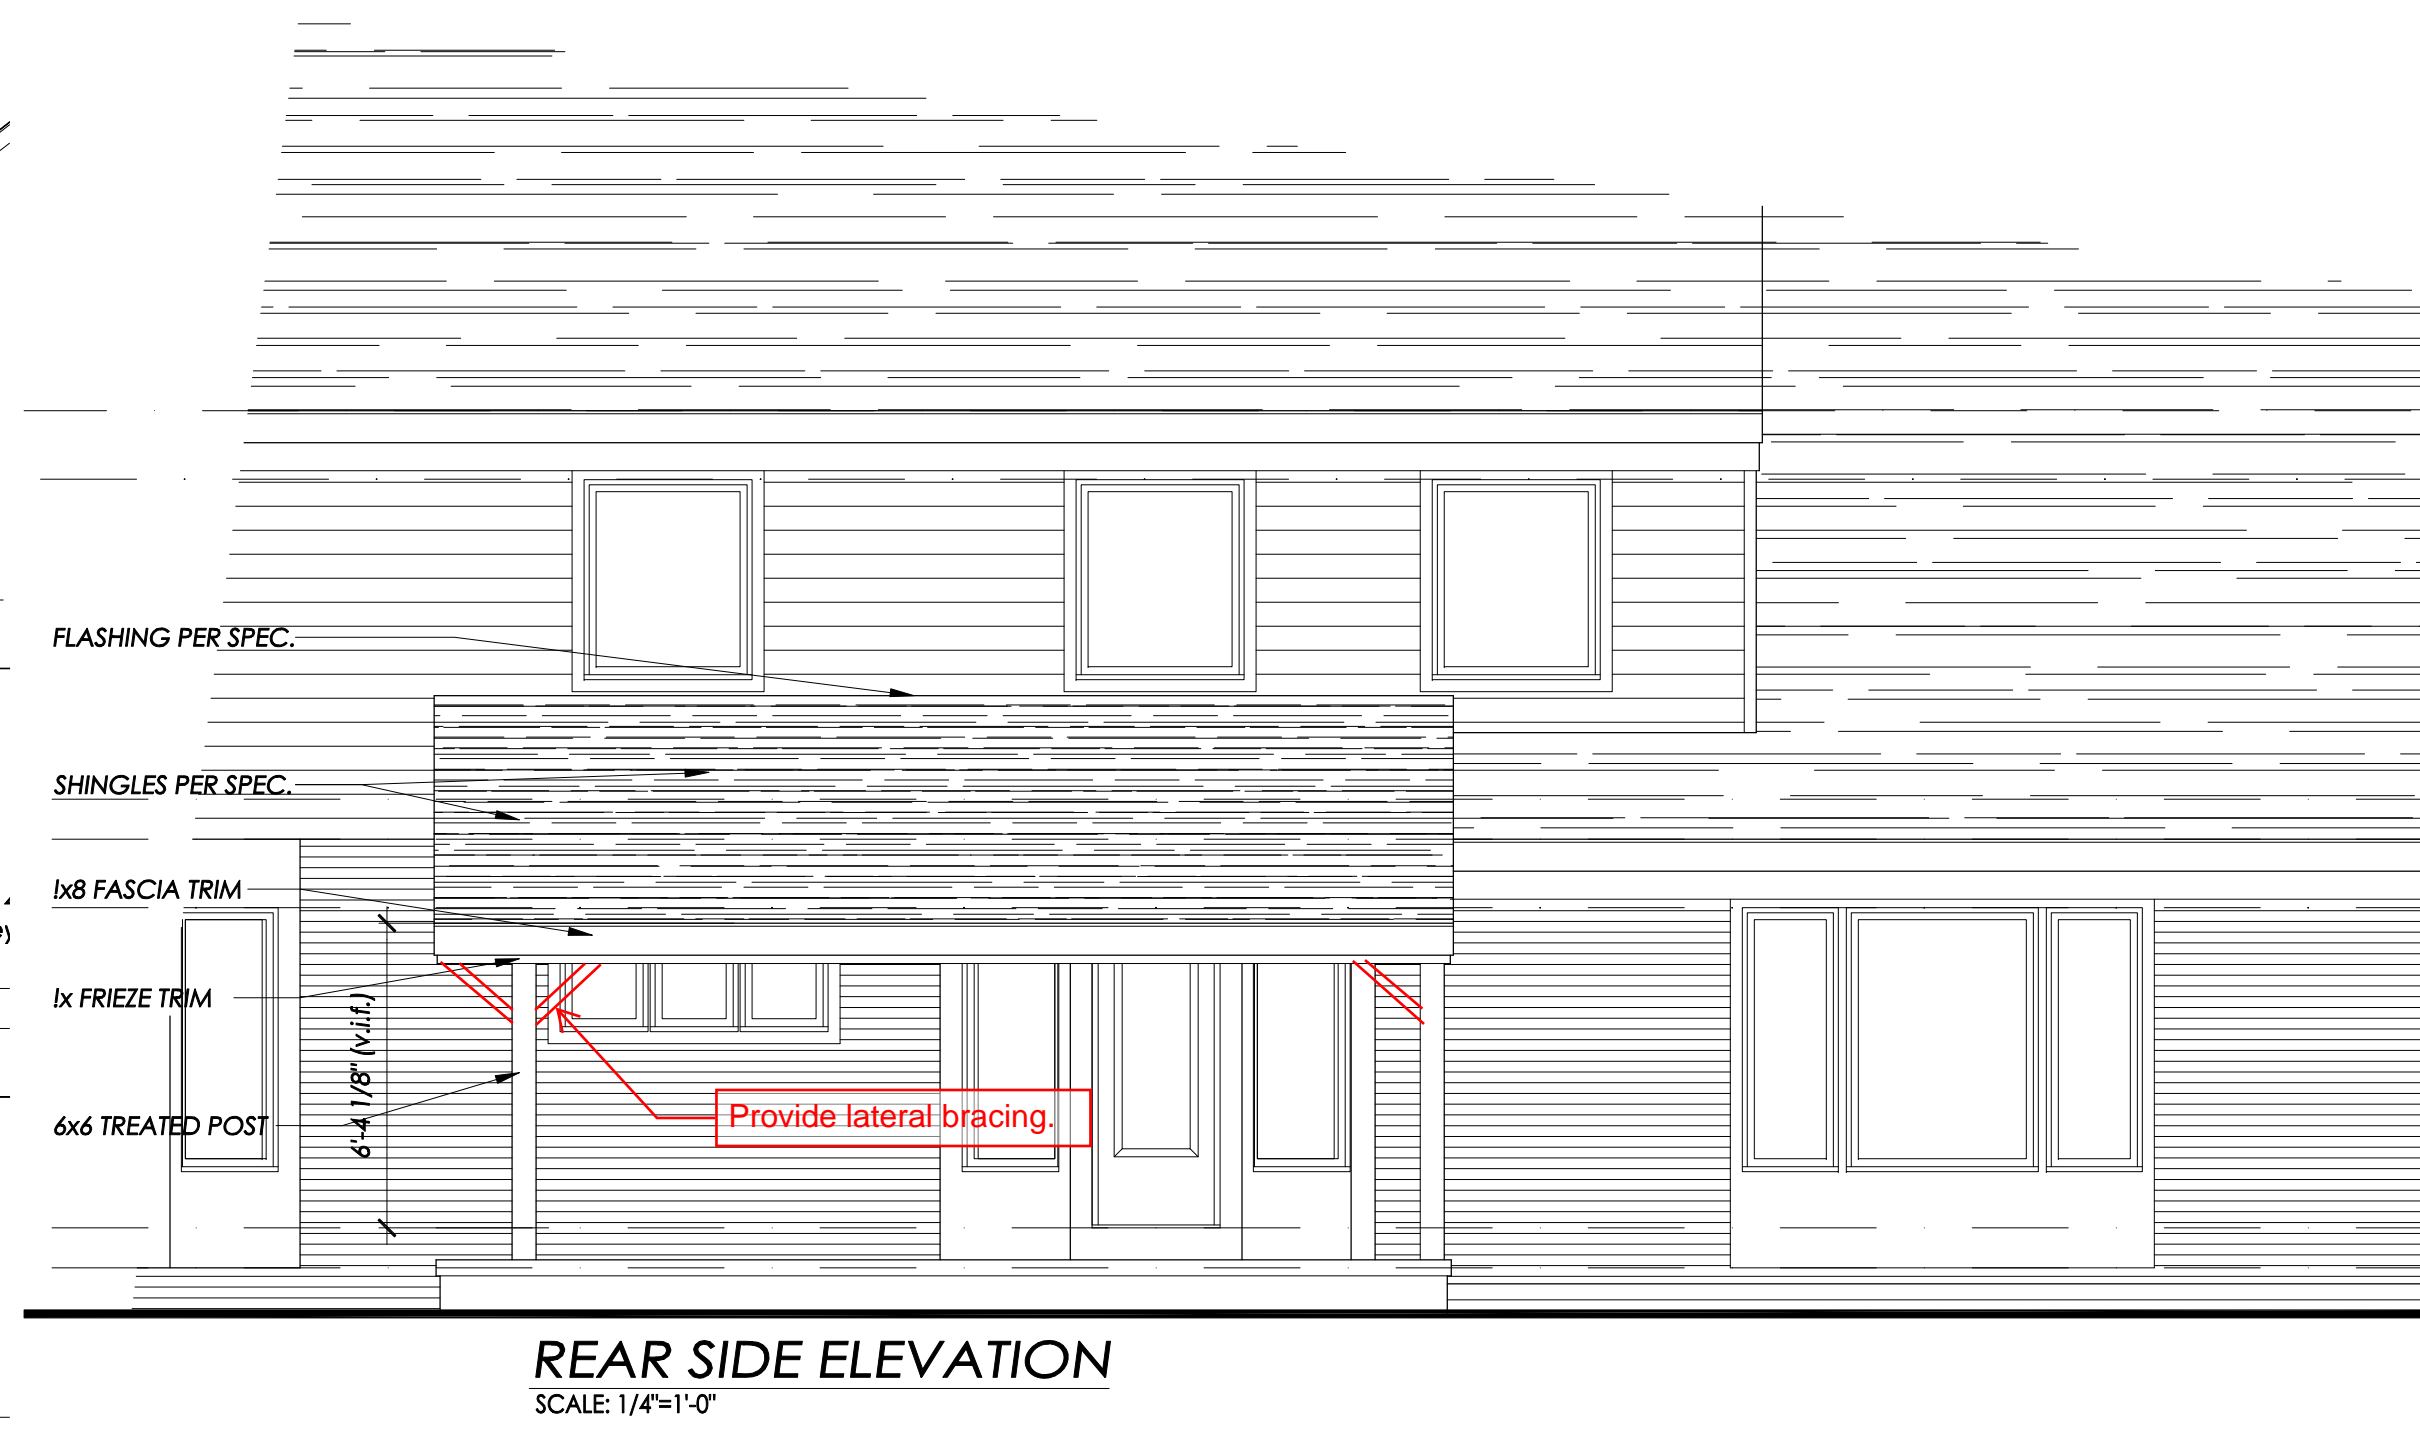 FLASHING PER SPEC.
SHINGLES PER SPEC.
!x8 FASCIA TRIM
ey
!x FRIEZE TRIM
6'-4 1/8" (v.i.f.)
6x6 TREATED POST
Provide lateral bracing.
REAR SIDE ELEVATION
SCALE: 1/4"=1'-0"